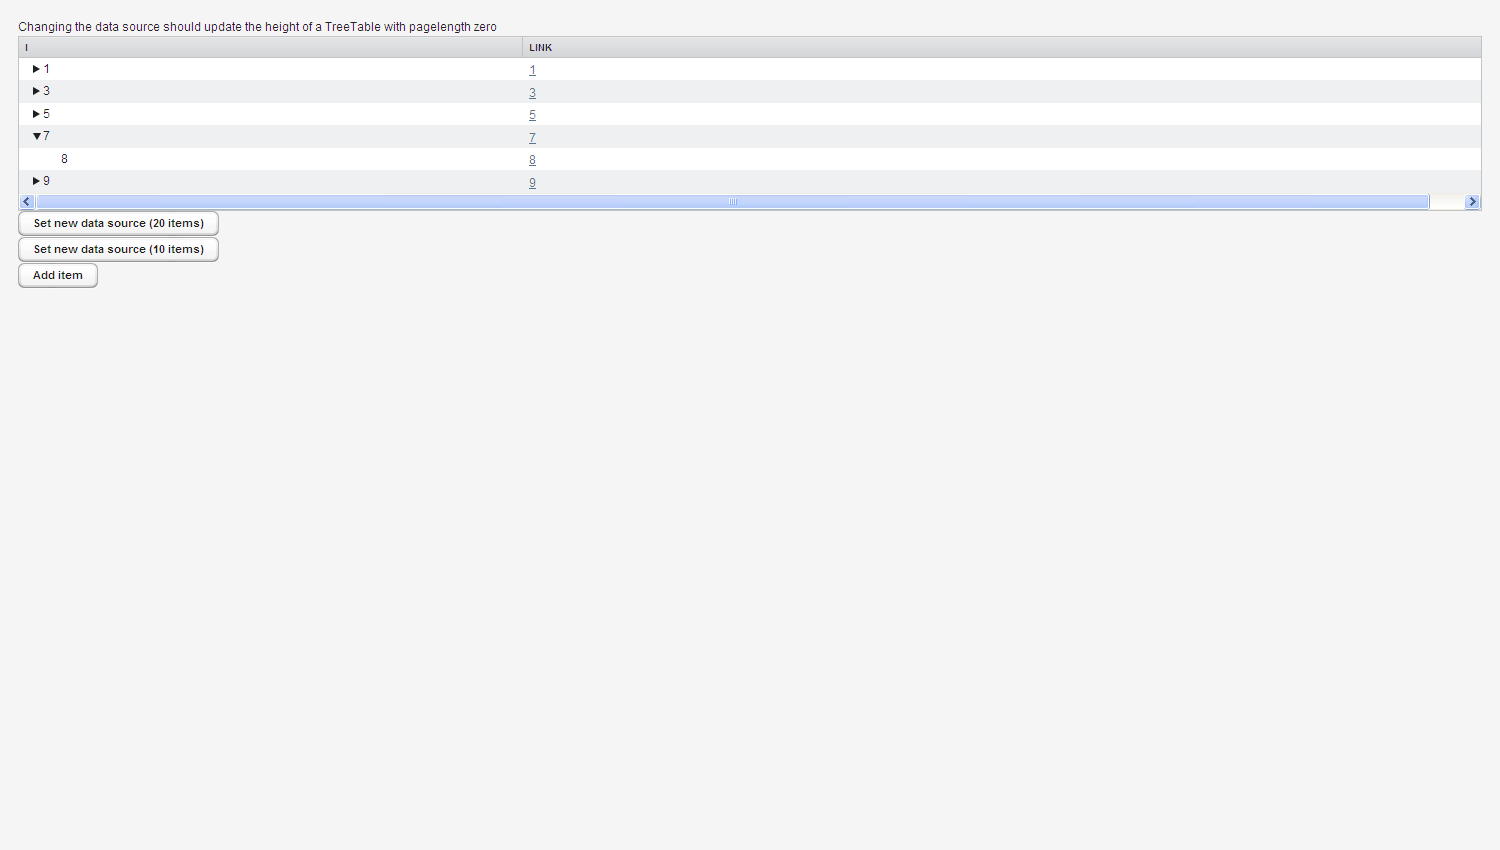 Changing the data source should update the height of a TreeTable with pagelength zero
I LINK
1 1
3 3
5 5
7 7
8 8
9 9
Set new data source (20 items)
Set new data source (10 items)
Add item